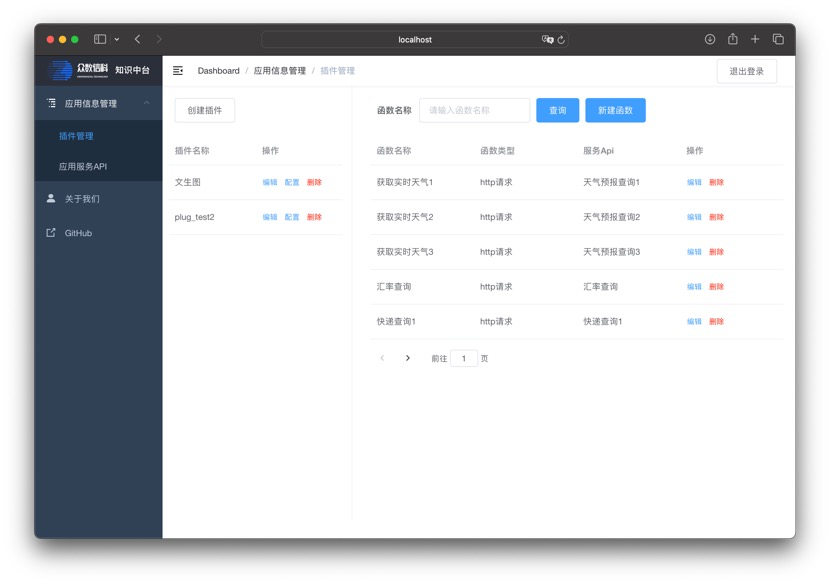 localhost
众数信科 知识中台
Dashboard / 应用信息管理 / 插件管理
退出登录
应用信息管理
插件管理
应用服务API
关于我们
GitHub
创建插件
插件名称 操作
文生图 编辑 配置 删除
plug_test2 编辑 配置 删除
函数名称 请输入函数名称 查询 新建函数
函数名称 函数类型 服务Api 操作
获取实时天气1 http请求 天气预报查询1 编辑 删除
获取实时天气2 http请求 天气预报查询2 编辑 删除
获取实时天气3 http请求 天气预报查询3 编辑 删除
汇率查询 http请求 汇率查询 编辑 删除
快递查询1 http请求 快递查询1 编辑 删除
前往 1 页